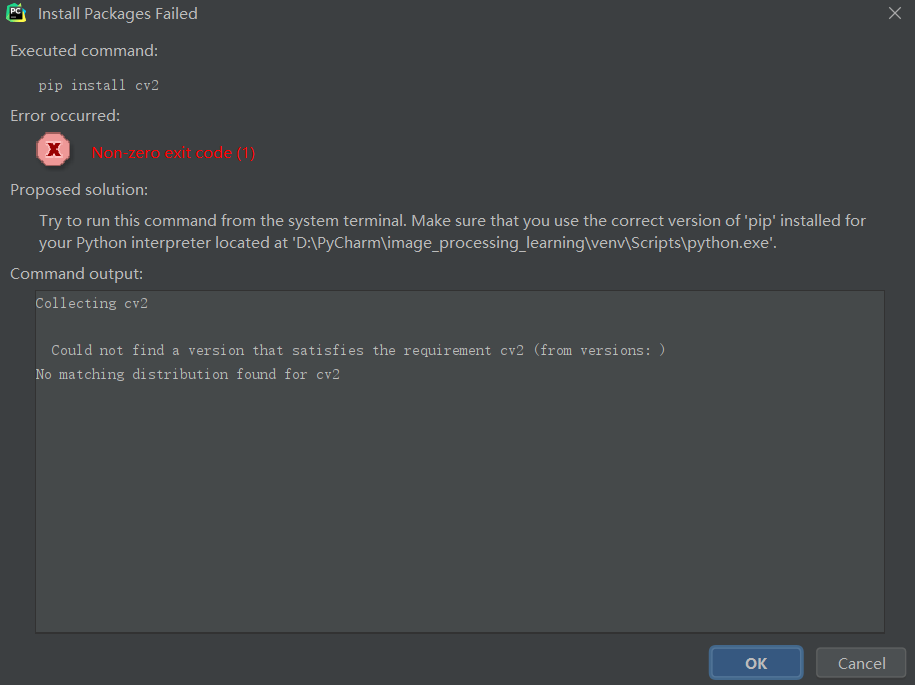 PC
Install Packages Failed
Executed command:
pip install cv2
Error occurred:
X
Non-zero exit code (1)
Proposed solution:
Try to run this command from the system terminal. Make sure that you use the correct version of 'pip' installed for
your Python interpreter located at 'D:\PyCharm\image_processing_learning\venv\Scripts\python.exe'.
Command output:
Collecting cv2
Could not find a version that satisfies the requirement cv2 (from versions: )
No matching distribution found for cv2
OK
Cancel